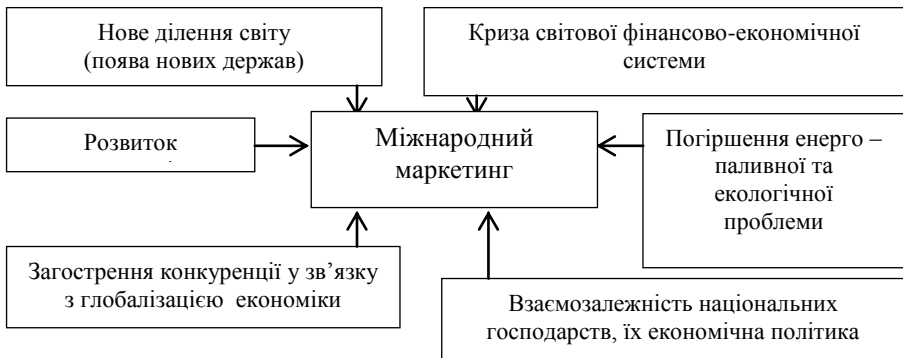 Нове ділення світу
(поява нових держав)
Криза світової фінансово-економічної
системи
Розвиток
Міжнародний
маркетинг
Погіршення енерго –
паливної та
екологічної
проблеми
Загострення конкуренції у зв’язку
з глобалізацією економіки
Взаємозалежність національних
господарств, їх економічна політика